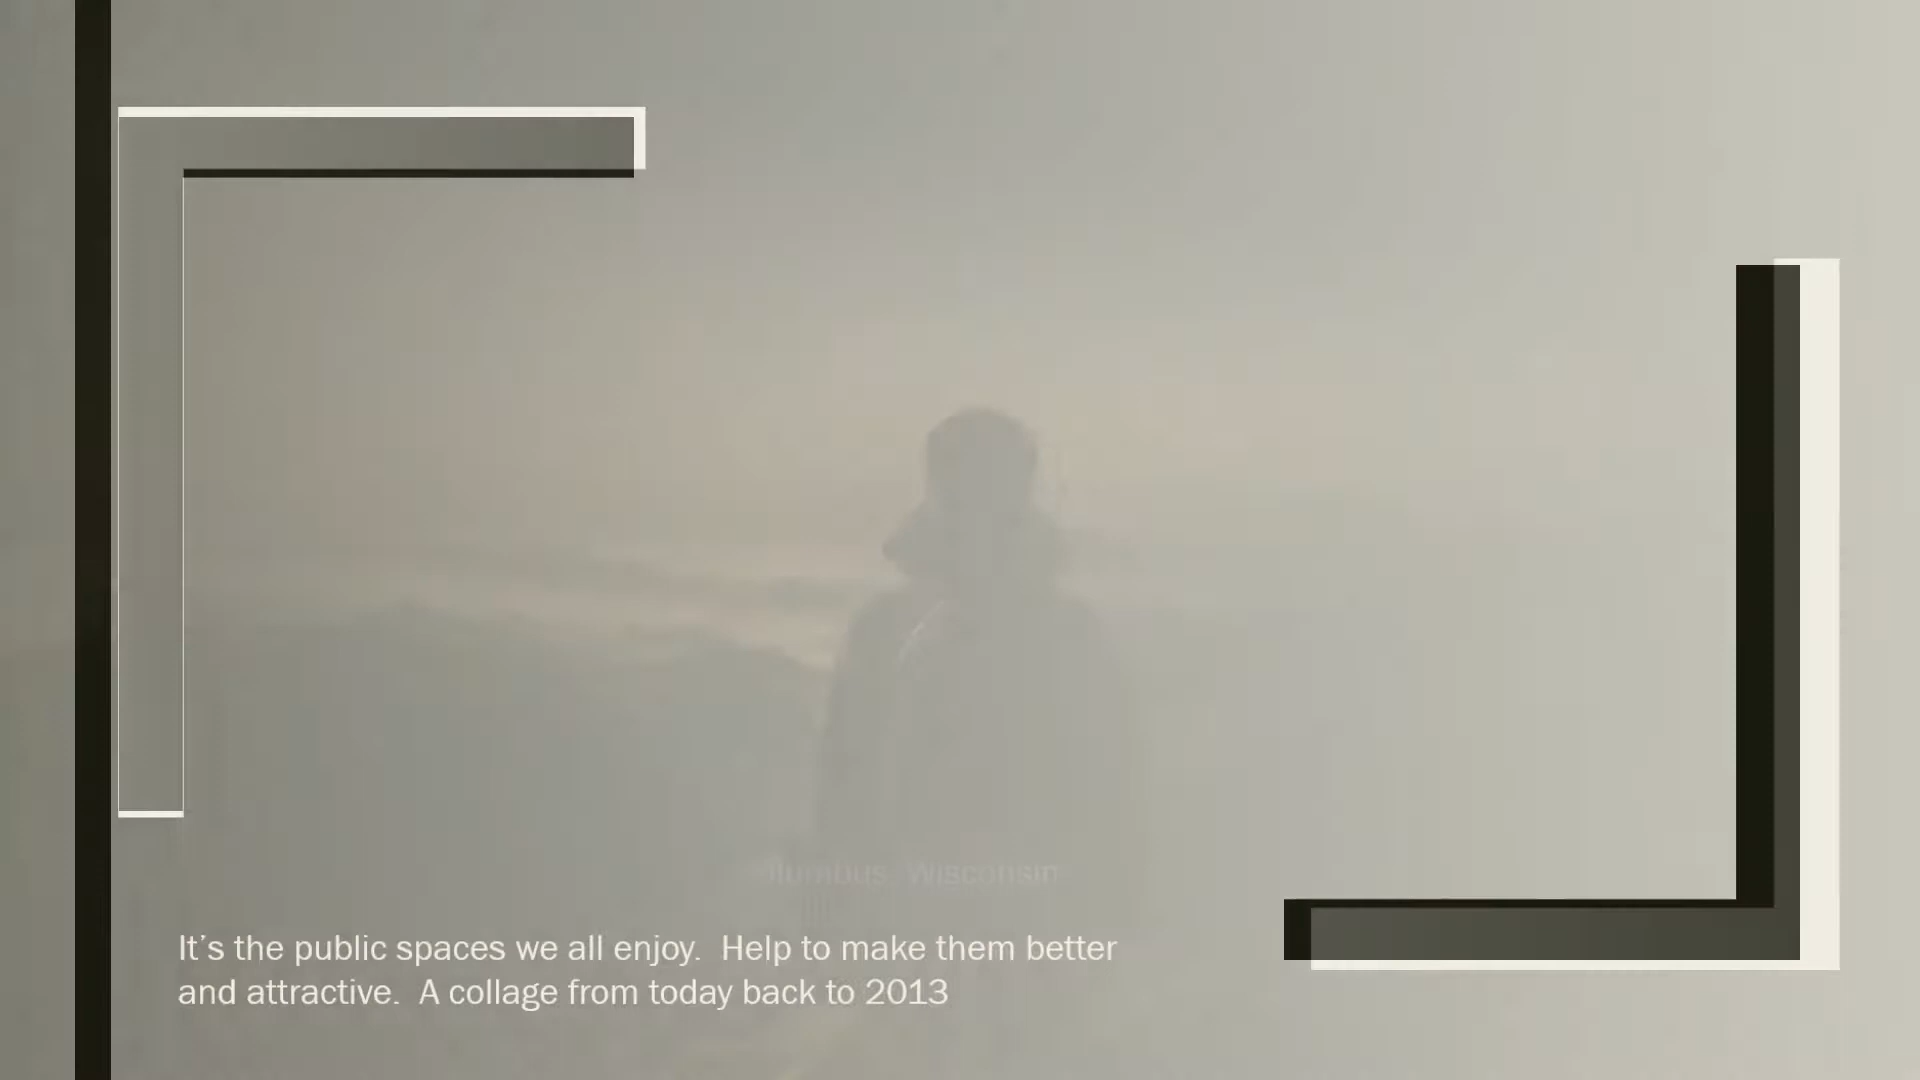 Wisconsin
It’s the public spaces we all enjoy.  Help to make them better
and attractive.  A collage from today back to 2013